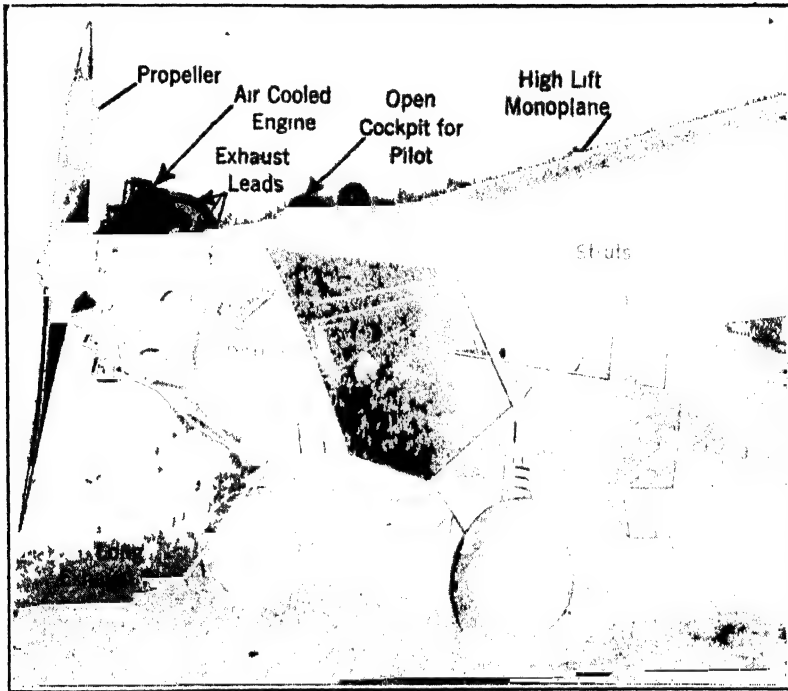 Propeller
Air Cooled
Engine
Exhaust
Leads
Open
Cockpit for
Pilot
High Lift
Monoplane
Struts